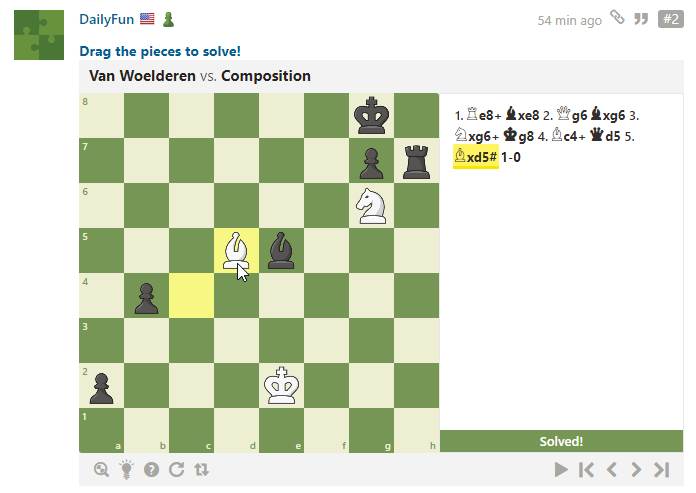 DailyFun
54 min ago
#2
Drag the pieces to solve!
Van Woelderen vs. Composition
8
7
6
5
4
3
2
1
a b c d e f g h
1. ♖e8+ ♝xe8 2. ♕g6 ♝xg6 3.
♘xg6+ ♚g8 4. ♗c4+ ♛d5 5.
♗xd5# 1-0
Solved!